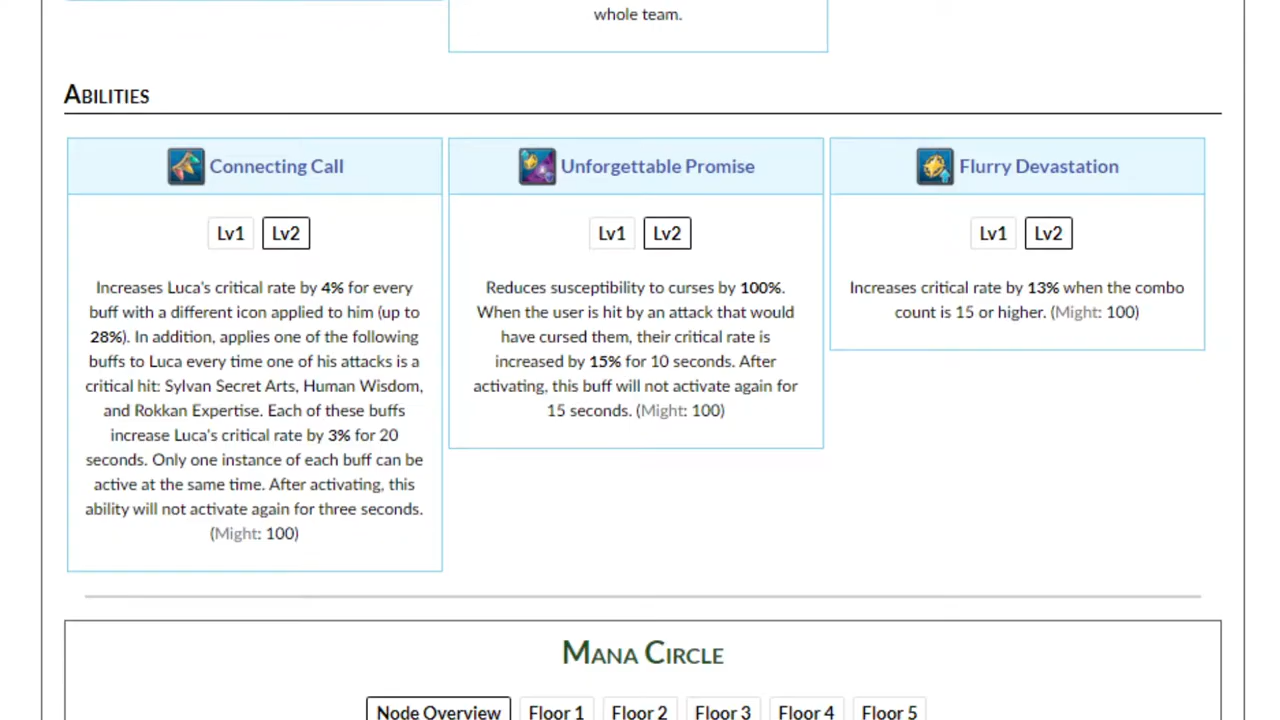 whole team.
Abilities
Connecting Call
Lv1 Lv2
Increases Luca's critical rate by 4% for every
buff with a different icon applied to him (up to
28%). In addition, applies one of the following
buffs to Luca every time one of his attacks is a
critical hit: Sylvan Secret Arts, Human Wisdom,
and Rokkan Expertise. Each of these buffs
increase Luca's critical rate by 3% for 20
seconds. Only one instance of each buff can be
active at the same time. After activating, this
ability will not activate again for three seconds.
(Might: 100)
Unforgettable Promise
Lv1 Lv2
Reduces susceptibility to curses by 100%.
When the user is hit by an attack that would
have cursed them, their critical rate is
increased by 15% for 10 seconds. After
activating, this buff will not activate again for
15 seconds. (Might: 100)
Flurry Devastation
Lv1 Lv2
Increases critical rate by 13% when the combo
count is 15 or higher. (Might: 100)
Mana Circle
Node Overview Floor 1 Floor 2 Floor 3 Floor 4 Floor 5